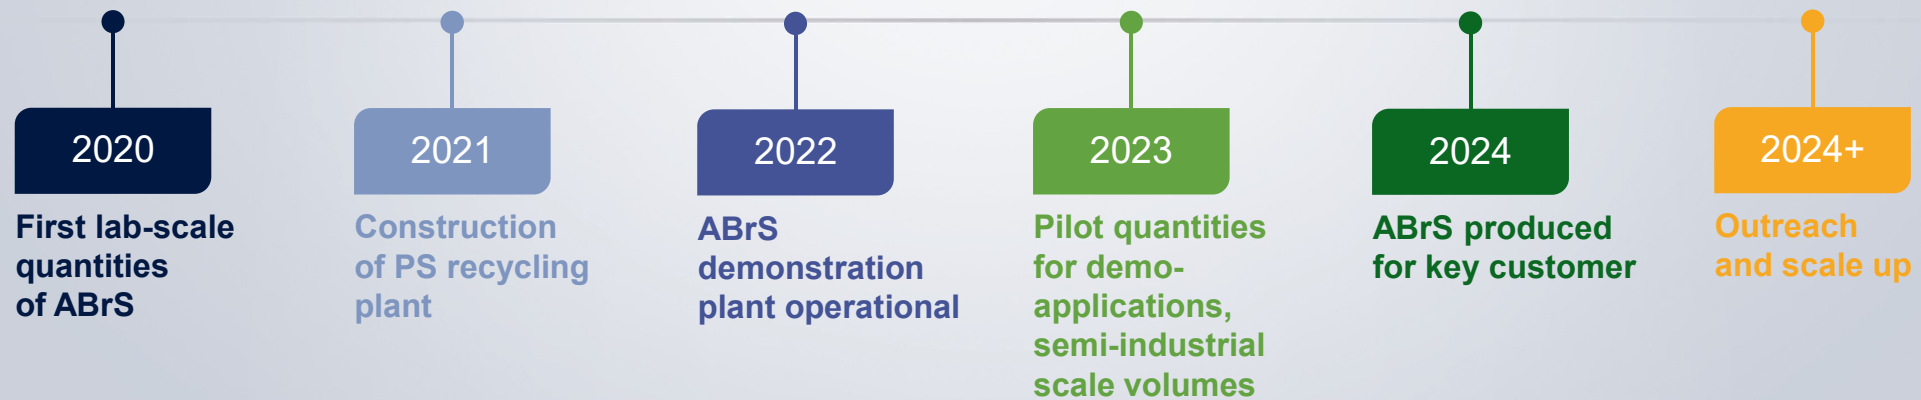 2020
First lab-scale
quantities
of ABrS
2021
Construction
of PS recycling
plant
2022
ABrS
demonstration
plant operational
2023
Pilot quantities
for demo-
applications,
semi-industrial
scale volumes
2024
ABrS produced
for key customer
2024+
Outreach
and scale up